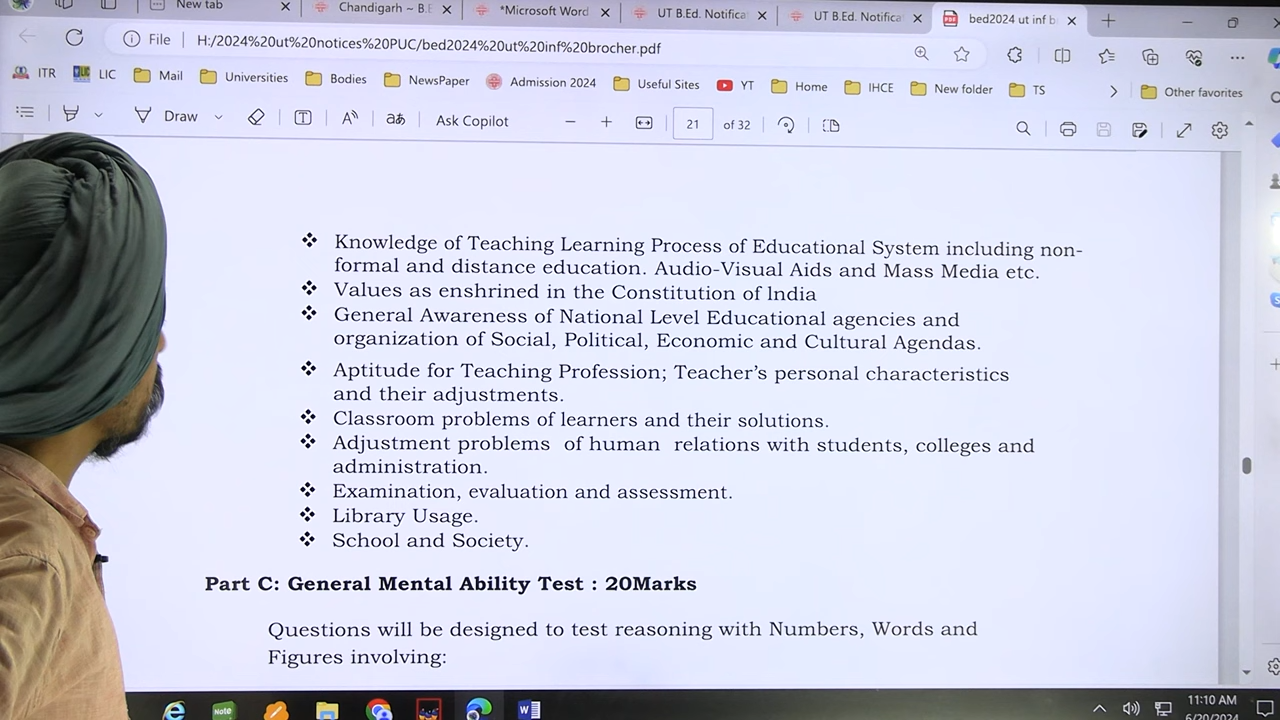 New tab
Chandigarh ~ B.E
*Microsoft Word
UT B.Ed. Notifica
UT B.Ed. Notifica
bed2024 ut inf b
File
H:/2024%20ut%20notices%20PUC/bed2024%20ut%20inf%20brocher.pdf
ITR
LIC
Mail
Universities
Bodies
NewsPaper
Admission 2024
Useful Sites
YT
Home
IHCE
New folder
TS
Other favorites
Draw
Ask Copilot
21 of 32
Knowledge of Teaching Learning Process of Educational System including non-
formal and distance education. Audio-Visual Aids and Mass Media etc.
Values as enshrined in the Constitution of lndia
General Awareness of National Level Educational agencies and
organization of Social, Political, Economic and Cultural Agendas.
Aptitude for Teaching Profession; Teacher's personal characteristics
and their adjustments.
Classroom problems of learners and their solutions.
Adjustment problems of human relations with students, colleges and
administration.
Examination, evaluation and assessment.
Library Usage.
School and Society.
Part C: General Mental Ability Test : 20Marks
Questions will be designed to test reasoning with Numbers, Words and
Figures involving:
Note
11:10 AM
6/20/2024